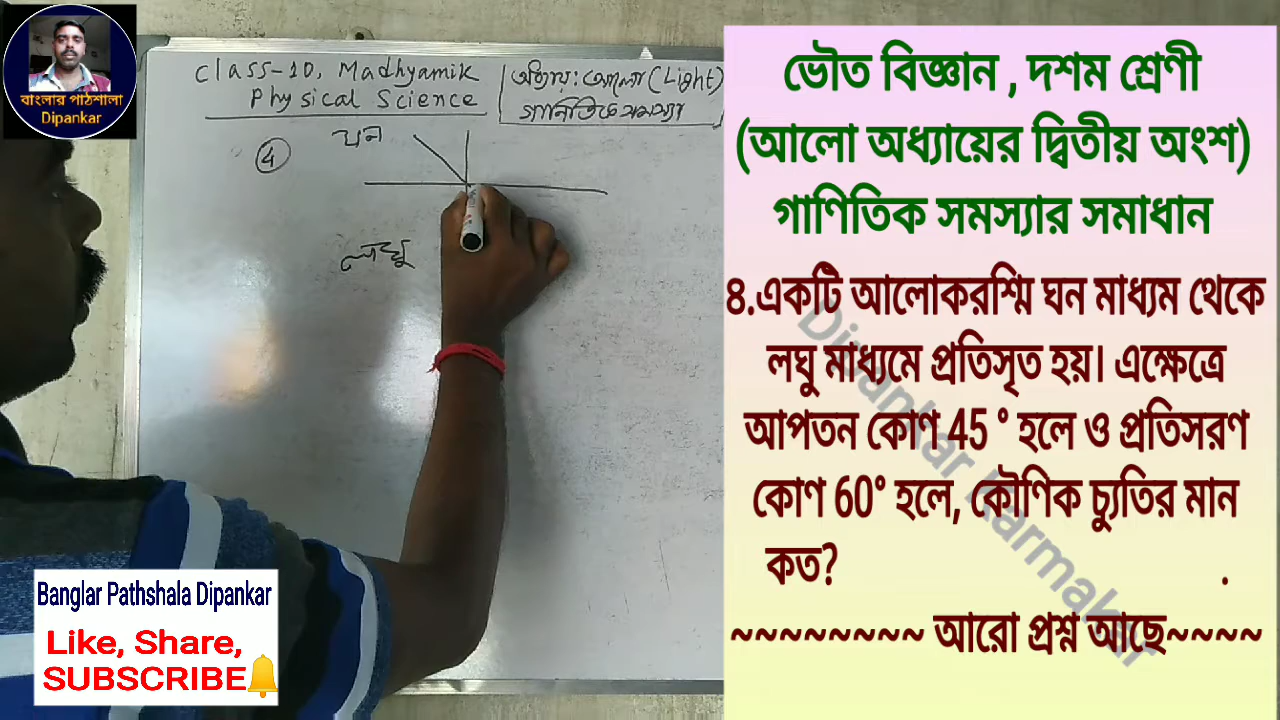 বাংলার পাঠশালা
Dipankar
Class-10, Madhyamik
Physical Science
অধ্যায়: আলো (Light)
গাণিতিক সমস্যা
4
ঘন
লঘু
Banglar Pathshala Dipankar
Like, Share,
SUBSCRIBE
ভৌত বিজ্ঞান , দশম শ্রেণী
(আলো অধ্যায়ের দ্বিতীয় অংশ)
গাণিতিক সমস্যার সমাধান
৪.একটি আলোকরশ্মি ঘন মাধ্যম থেকে
লঘু মাধ্যমে প্রতিসৃত হয়। এক্ষেত্রে
আপতন কোণ 45 ° হলে ও প্রতিসরণ
কোণ 60° হলে, কৌণিক চ্যুতির মান
কত? .
~~~~~~~~ আরো প্রশ্ন আছে~~~~
Dipankar Karmakar